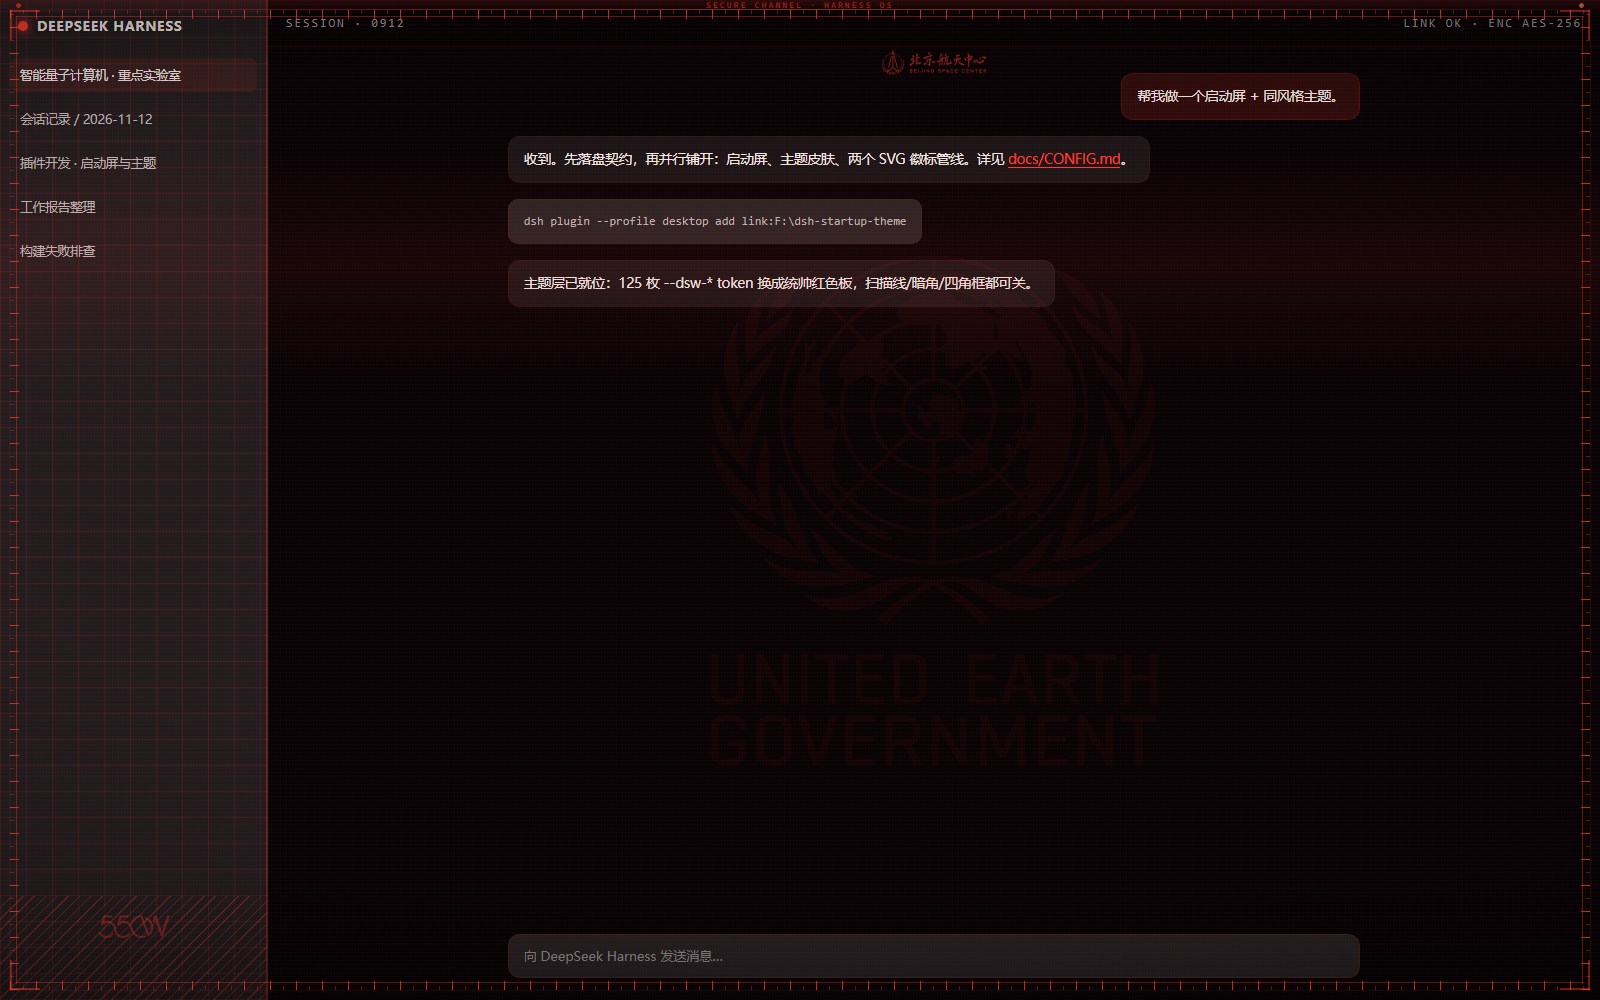 SECURE CHANNEL · HARNESS OS
DEEPSEEK HARNESS
SESSION · 0912
LINK OK · ENC AES-256
智能量子计算机 · 重点实验室
会话记录 / 2026-11-12
插件开发 · 启动屏与主题
工作报告整理
构建失败排查
北京航天中心
BEIJING SPACE CENTER
帮我做一个启动屏 + 同风格主题。
收到。先落盘契约，再并行铺开：启动屏、主题皮肤、两个 SVG 徽标管线。详见 docs/CONFIG.md。
dsh plugin --profile desktop add link:F:\dsh-startup-theme
主题层已就位：125 枚 --dsw-* token 换成统帅红色板，扫描线/暗角/四角框都可关。
UNITED EARTH
GOVERNMENT
550W
向 DeepSeek Harness 发送消息...